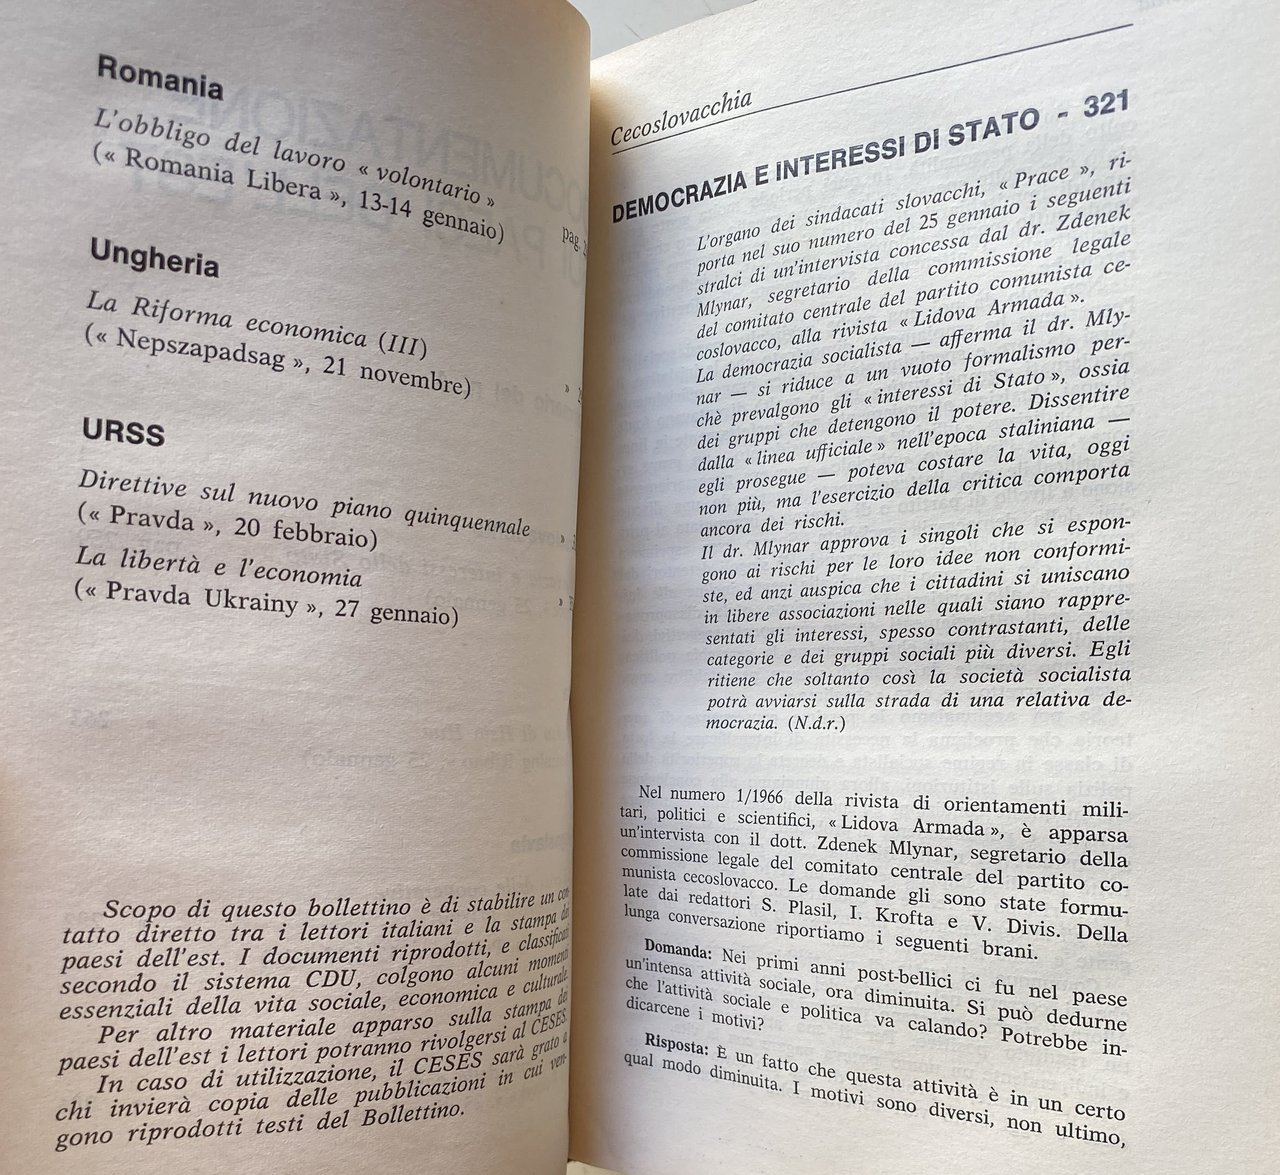 Romania
L'obbligo del lavoro « volontario »
(« Romania Libera », 13-14 gennaio)
pag.
Ungheria
La Riforma economica (III)
(« Nepszapadsag », 21 novembre)
»
URSS
Direttive sul nuovo piano quinquennale »
(« Pravda », 20 febbraio)
La libertà e l'economia
(« Pravda Ukrainy », 27 gennaio)
»
Scopo di questo bollettino è di stabilire un con-
tatto diretto tra i lettori italiani e la stampa dei
paesi dell'est. I documenti riprodotti, e classificati
secondo il sistema CDU, colgono alcuni momenti
essenziali della vita sociale, economica e culturale.
Per altro materiale apparso sulla stampa dei
paesi dell'est i lettori potranno rivolgersi al CESES.
In caso di utilizzazione, il CESES sarà grato a
chi invierà copia delle pubblicazioni in cui ven-
gono riprodotti testi del Bollettino.
Cecoslovacchia
DEMOCRAZIA E INTERESSI DI STATO - 321
L'organo dei sindacati slovacchi, « Prace », ri-
porta nel suo numero del 25 gennaio i seguenti
stralci di un'intervista concessa dal dr. Zdenek
Mlynar, segretario della commissione legale
del comitato centrale del partito comunista ce-
coslovacco, alla rivista « Lidova Armada ».
La democrazia socialista — afferma il dr. Mly-
nar — si riduce a un vuoto formalismo per-
chè prevalgono gli « interessi di Stato », ossia
dei gruppi che detengono il potere. Dissentire
dalla « linea ufficiale » nell'epoca staliniana —
egli prosegue — poteva costare la vita, oggi
non più, ma l'esercizio della critica comporta
ancora dei rischi.
Il dr. Mlynar approva i singoli che si espon-
gono ai rischi per le loro idee non conformi-
ste, ed anzi auspica che i cittadini si uniscano
in libere associazioni nelle quali siano rappre-
sentati gli interessi, spesso contrastanti, delle
categorie e dei gruppi sociali più diversi. Egli
ritiene che soltanto così la società socialista
potrà avviarsi sulla strada di una relativa de-
mocrazia. (N.d.r.)
Nel numero 1/1966 della rivista di orientamenti mili-
tari, politici e scientifici, « Lidova Armada », è apparsa
un'intervista con il dott. Zdenek Mlynar, segretario della
commissione legale del comitato centrale del partito co-
munista cecoslovacco. Le domande gli sono state formu-
late dai redattori S. Plasil, I. Krofta e V. Divis. Della
lunga conversazione riportiamo i seguenti brani.
Domanda: Nei primi anni post-bellici ci fu nel paese
un'intensa attività sociale, ora diminuita. Si può dedurne
che l'attività sociale e politica va calando? Potrebbe in-
dicarcene i motivi?
Risposta: È un fatto che questa attività è in un certo
qual modo diminuita. I motivi sono diversi, non ultimo,